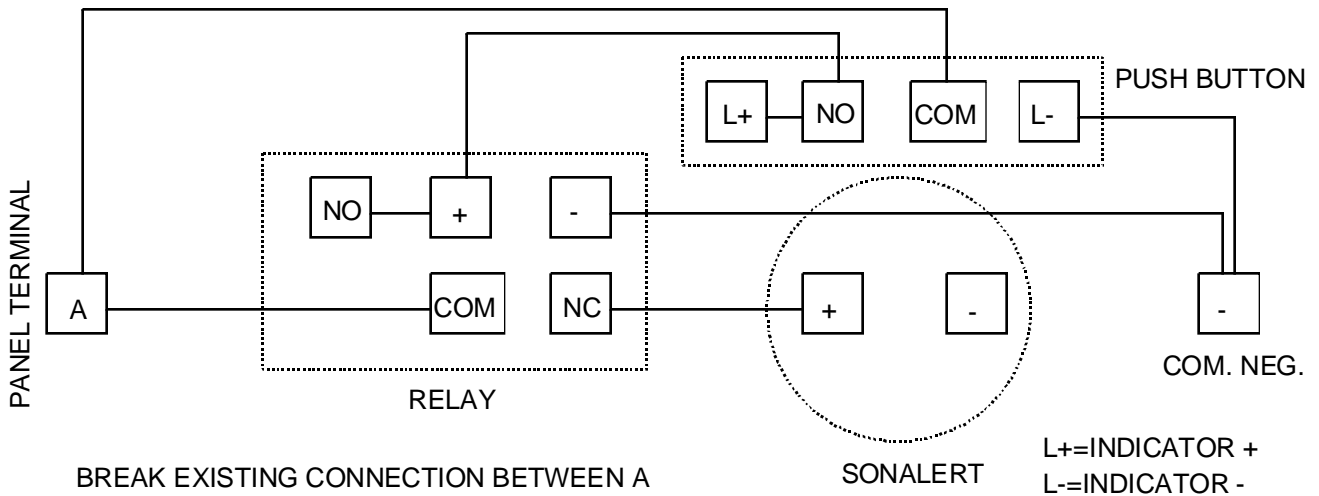 PUSH BUTTON
L+ NO COM L-
NO + -
PANEL TERMINAL
A COM NC + - -
COM. NEG.
RELAY
L+=INDICATOR +
SONALERT
BREAK EXISTING CONNECTION BETWEEN A
L-=INDICATOR -